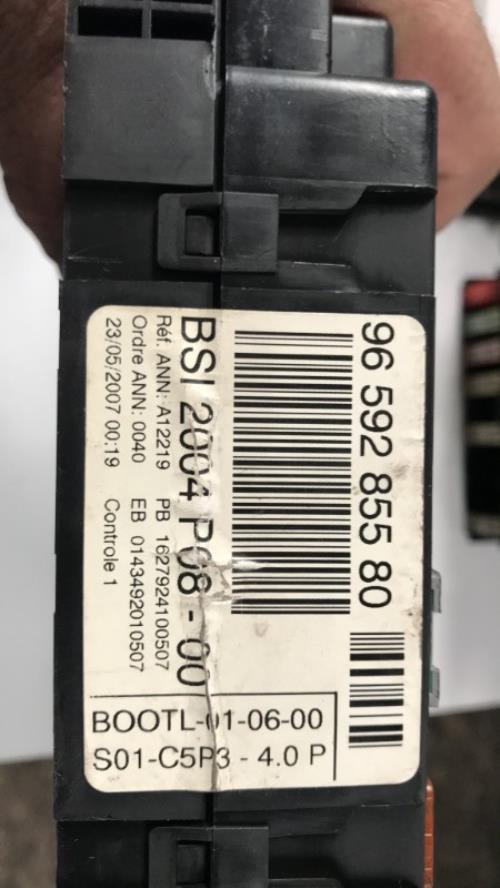 96 592 855 80
BSI 2004 P08 - 00
Réf. ANN: A12219 PB 1627924100507
Ordre ANN: 0040 EB 0143492010507
23/05/2007 00:19 Controle 1
BOOTL-01-06-00
S01-C5P3 - 4.0 P